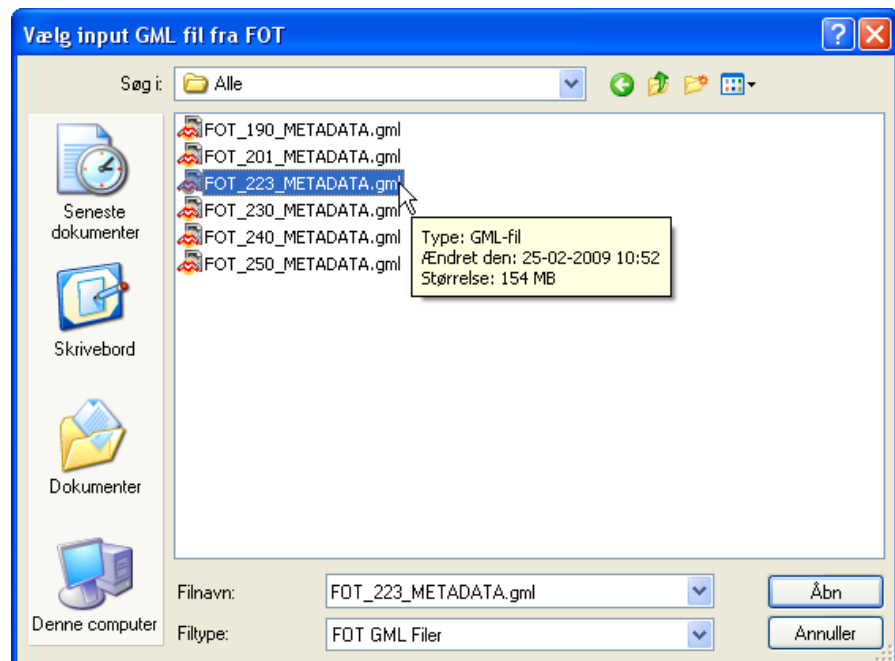 Vælg input GML fil fra FOT
Søg i:
Alle
Seneste
dokumenter
Skrivebord
Dokumenter
Denne computer
FOT_190_METADATA.gml
FOT_201_METADATA.gml
FOT_223_METADATA.gml
FOT_230_METADATA.gml
FOT_240_METADATA.gml
FOT_250_METADATA.gml
Type: GML-fil
Ændret den: 25-02-2009 10:52
Størrelse: 154 MB
Filnavn:
FOT_223_METADATA.gml
Åbn
Filtype:
FOT GML Filer
Annuller